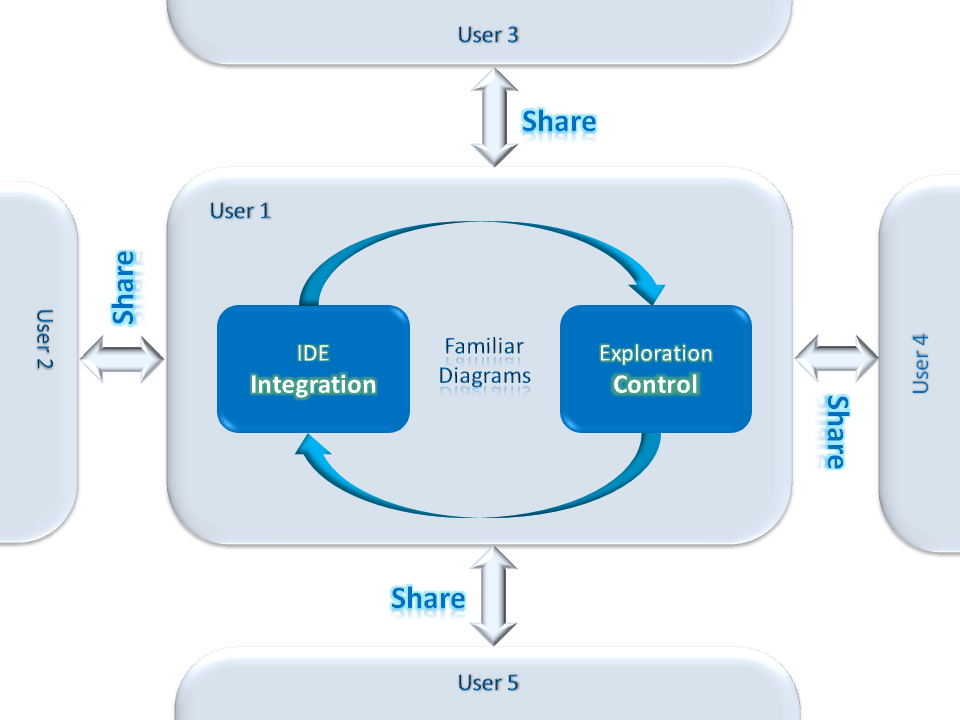 User 3
Share
User 1
Share
User 2
IDE
Integration
Familiar
Diagrams
Exploration
Control
User 4
Share
Share
User 5